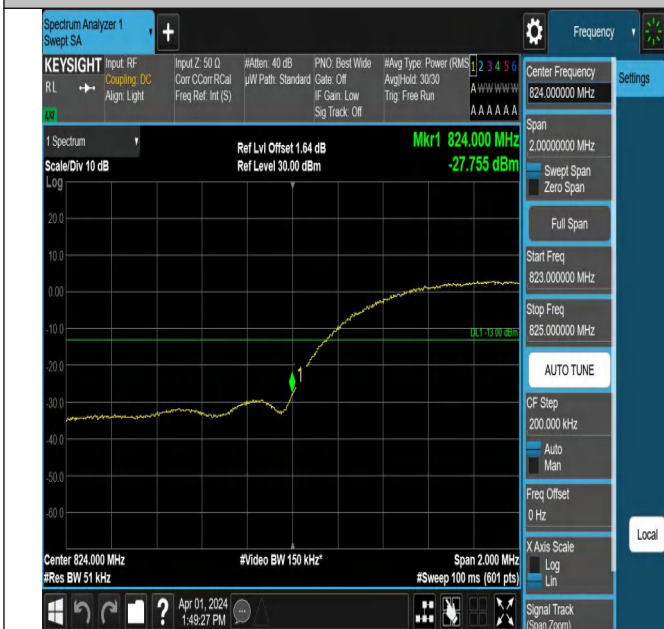 Spectrum Analyzer 1
Swept SA
+
Frequency
KEYSIGHT
RL
LXI
Input: RF
Coupling: DC
Align: Light
Input Z: 50 Ω
Corr CCorr RCal
Freq Ref: Int (S)
#Atten: 40 dB
µW Path: Standard
PNO: Best Wide
Gate: Off
IF Gain: Low
Sig Track: Off
#Avg Type: Power (RMS
Avg|Hold: 30/30
Trig: Free Run
1 2 3 4 5 6
A W W W W W
A A A A A A
1 Spectrum
Scale/Div 10 dB
Log
Ref Lvl Offset 1.64 dB
Ref Level 30.00 dBm
Mkr1 824.000 MHz
-27.755 dBm
20.0
10.0
0.00
-10.0
-20.0
-30.0
-40.0
-50.0
-60.0
DL1 -13.00 dBm
1
Center 824.000 MHz
#Res BW 51 kHz
#Video BW 150 kHz*
Span 2.000 MHz
#Sweep 100 ms (601 pts)
?
Apr 01, 2024
1:49:27 PM
Center Frequency
824.000000 MHz
Span
2.00000000 MHz
Swept Span
Zero Span
Full Span
Start Freq
823.000000 MHz
Stop Freq
825.000000 MHz
AUTO TUNE
CF Step
200.000 kHz
Auto
Man
Freq Offset
0 Hz
X Axis Scale
Log
Lin
Signal Track
(Span Zoom)
Settings
Local